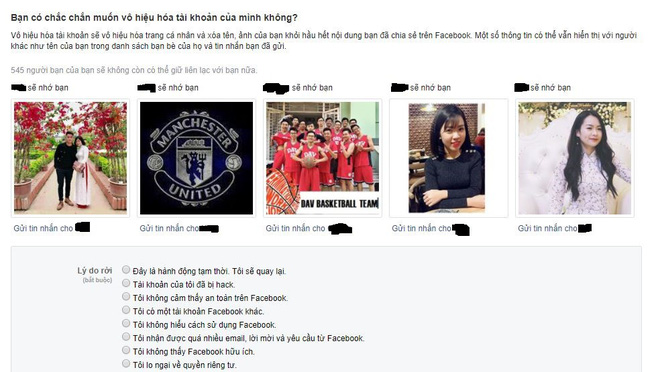 Bạn có chắc chắn muốn vô hiệu hóa tài khoản của mình không?
Vô hiệu hóa tài khoản sẽ vô hiệu hóa trang cá nhân và xóa tên, ảnh của bạn khỏi hầu hết nội dung bạn đã chia sẻ trên Facebook. Một số thông tin có thể vẫn hiển thị với người
khác như tên của bạn trong danh sách bạn bè của họ và tin nhắn bạn đã gửi.
545 người bạn của bạn sẽ không còn có thể giữ liên lạc với bạn nữa.
sẽ nhớ bạn sẽ nhớ bạn sẽ nhớ bạn sẽ nhớ bạn sẽ nhớ bạn
MANCHESTER
UNITED
DAV BASKETBALL TEAM
Gửi tin nhắn cho Gửi tin nhắn cho Gửi tin nhắn cho Gửi tin nhắn cho Gửi tin nhắn cho
Lý do rời
(bắt buộc)
Đây là hành động tạm thời. Tôi sẽ quay lại.
Tài khoản của tôi đã bị hack.
Tôi không cảm thấy an toàn trên Facebook.
Tôi có một tài khoản Facebook khác.
Tôi không hiểu cách sử dụng Facebook.
Tôi nhận được quá nhiều email, lời mời và yêu cầu từ Facebook.
Tôi không thấy Facebook hữu ích.
Tôi lo ngại về quyền riêng tư.